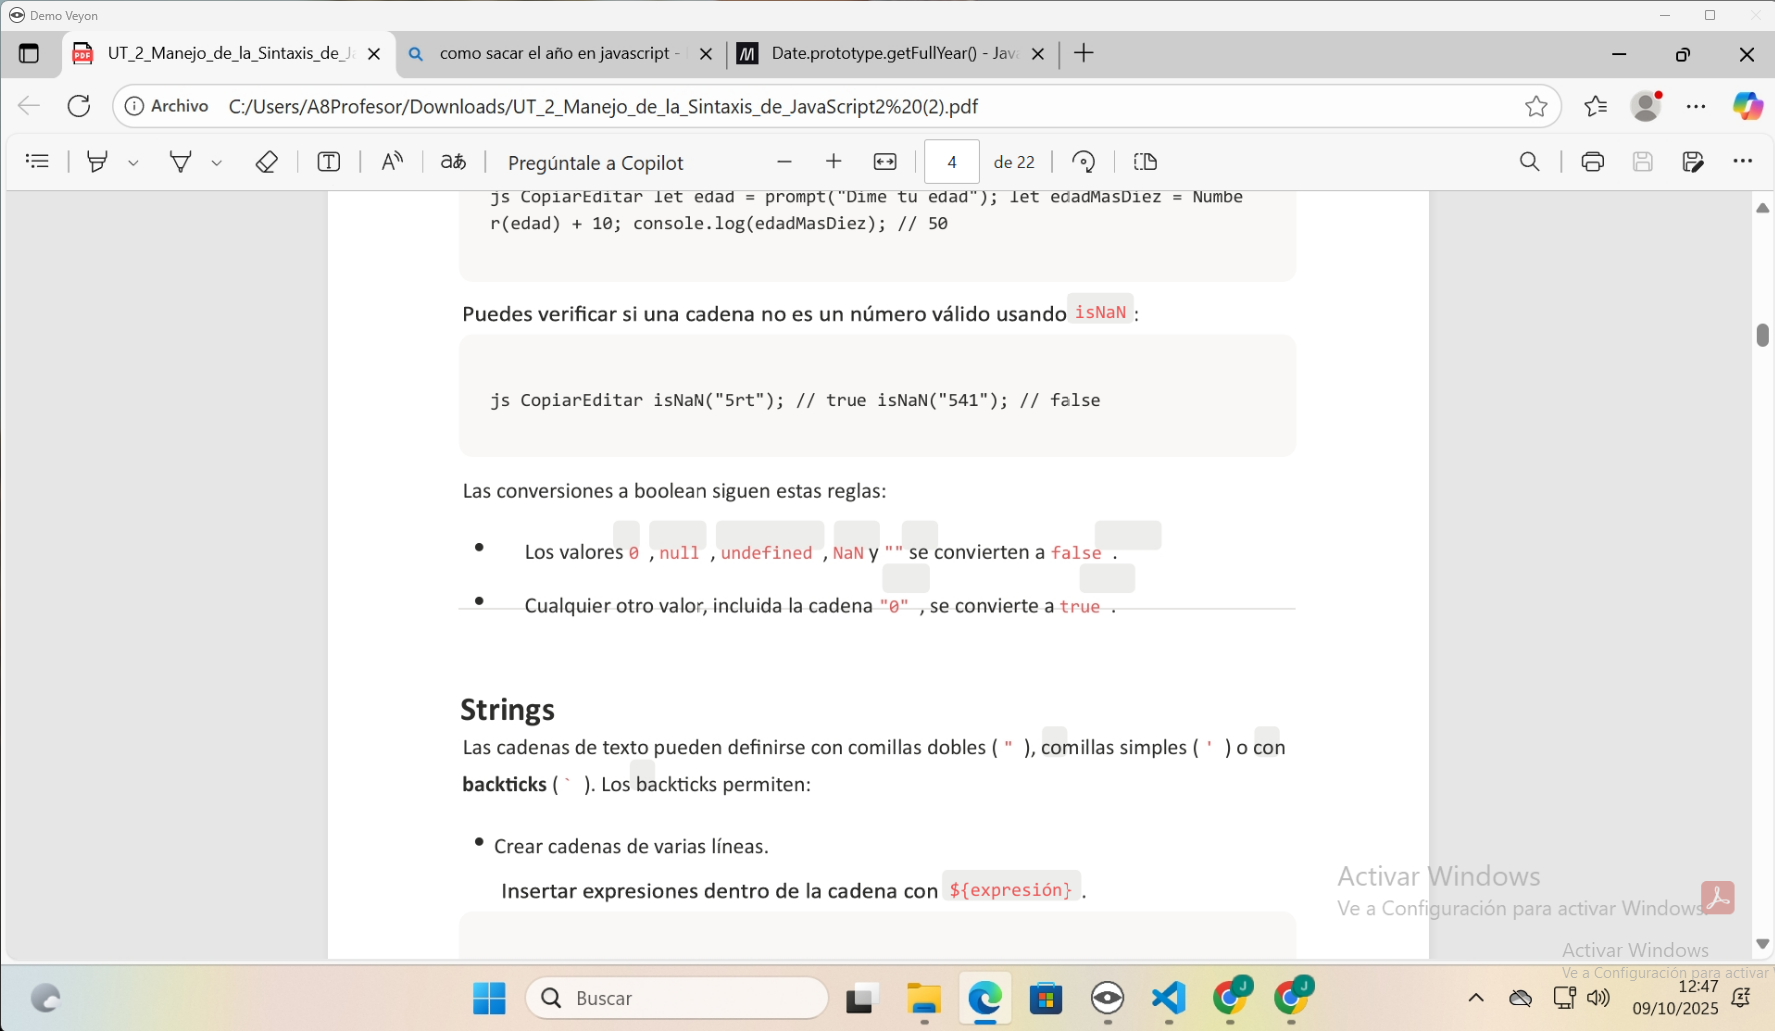 Demo Veyon
UT_2_Manejo_de_la_Sintaxis_de_Ja
como sacar el año en javascript -
Date.prototype.getFullYear() - Java
Archivo
C:/Users/A8Profesor/Downloads/UT_2_Manejo_de_la_Sintaxis_de_JavaScript2%20(2).pdf
Pregúntale a Copilot
4 de 22
js CopiarEditar let edad = prompt("Dime tu edad"); let edadMasDiez = Numbe
r(edad) + 10; console.log(edadMasDiez); // 50
Puedes verificar si una cadena no es un número válido usando isNaN :
js CopiarEditar isNaN("5rt"); // true isNaN("541"); // false
Las conversiones a boolean siguen estas reglas:
• Los valores 0 , null , undefined , NaN y "" se convierten a false .
• Cualquier otro valor, incluida la cadena "0" , se convierte a true .
Strings
Las cadenas de texto pueden definirse con comillas dobles ( " ), comillas simples ( ' ) o con
backticks ( ` ). Los backticks permiten:
• Crear cadenas de varias líneas.
Insertar expresiones dentro de la cadena con ${expresión} .
Activar Windows
Ve a Configuración para activar Windows.
Activar Windows
Ve a Configuración para activar
Buscar
J
J
12:47
09/10/2025